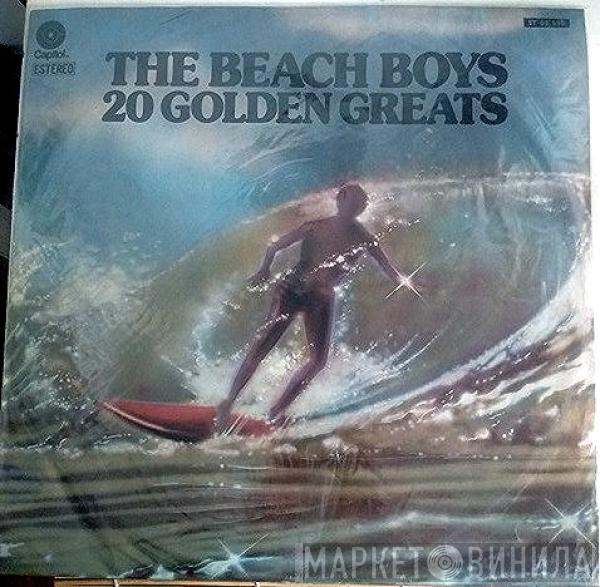 Capitol.
ESTEREO
THE BEACH BOYS
20 GOLDEN GREATS
МАРКЕТ ВИНИЛА